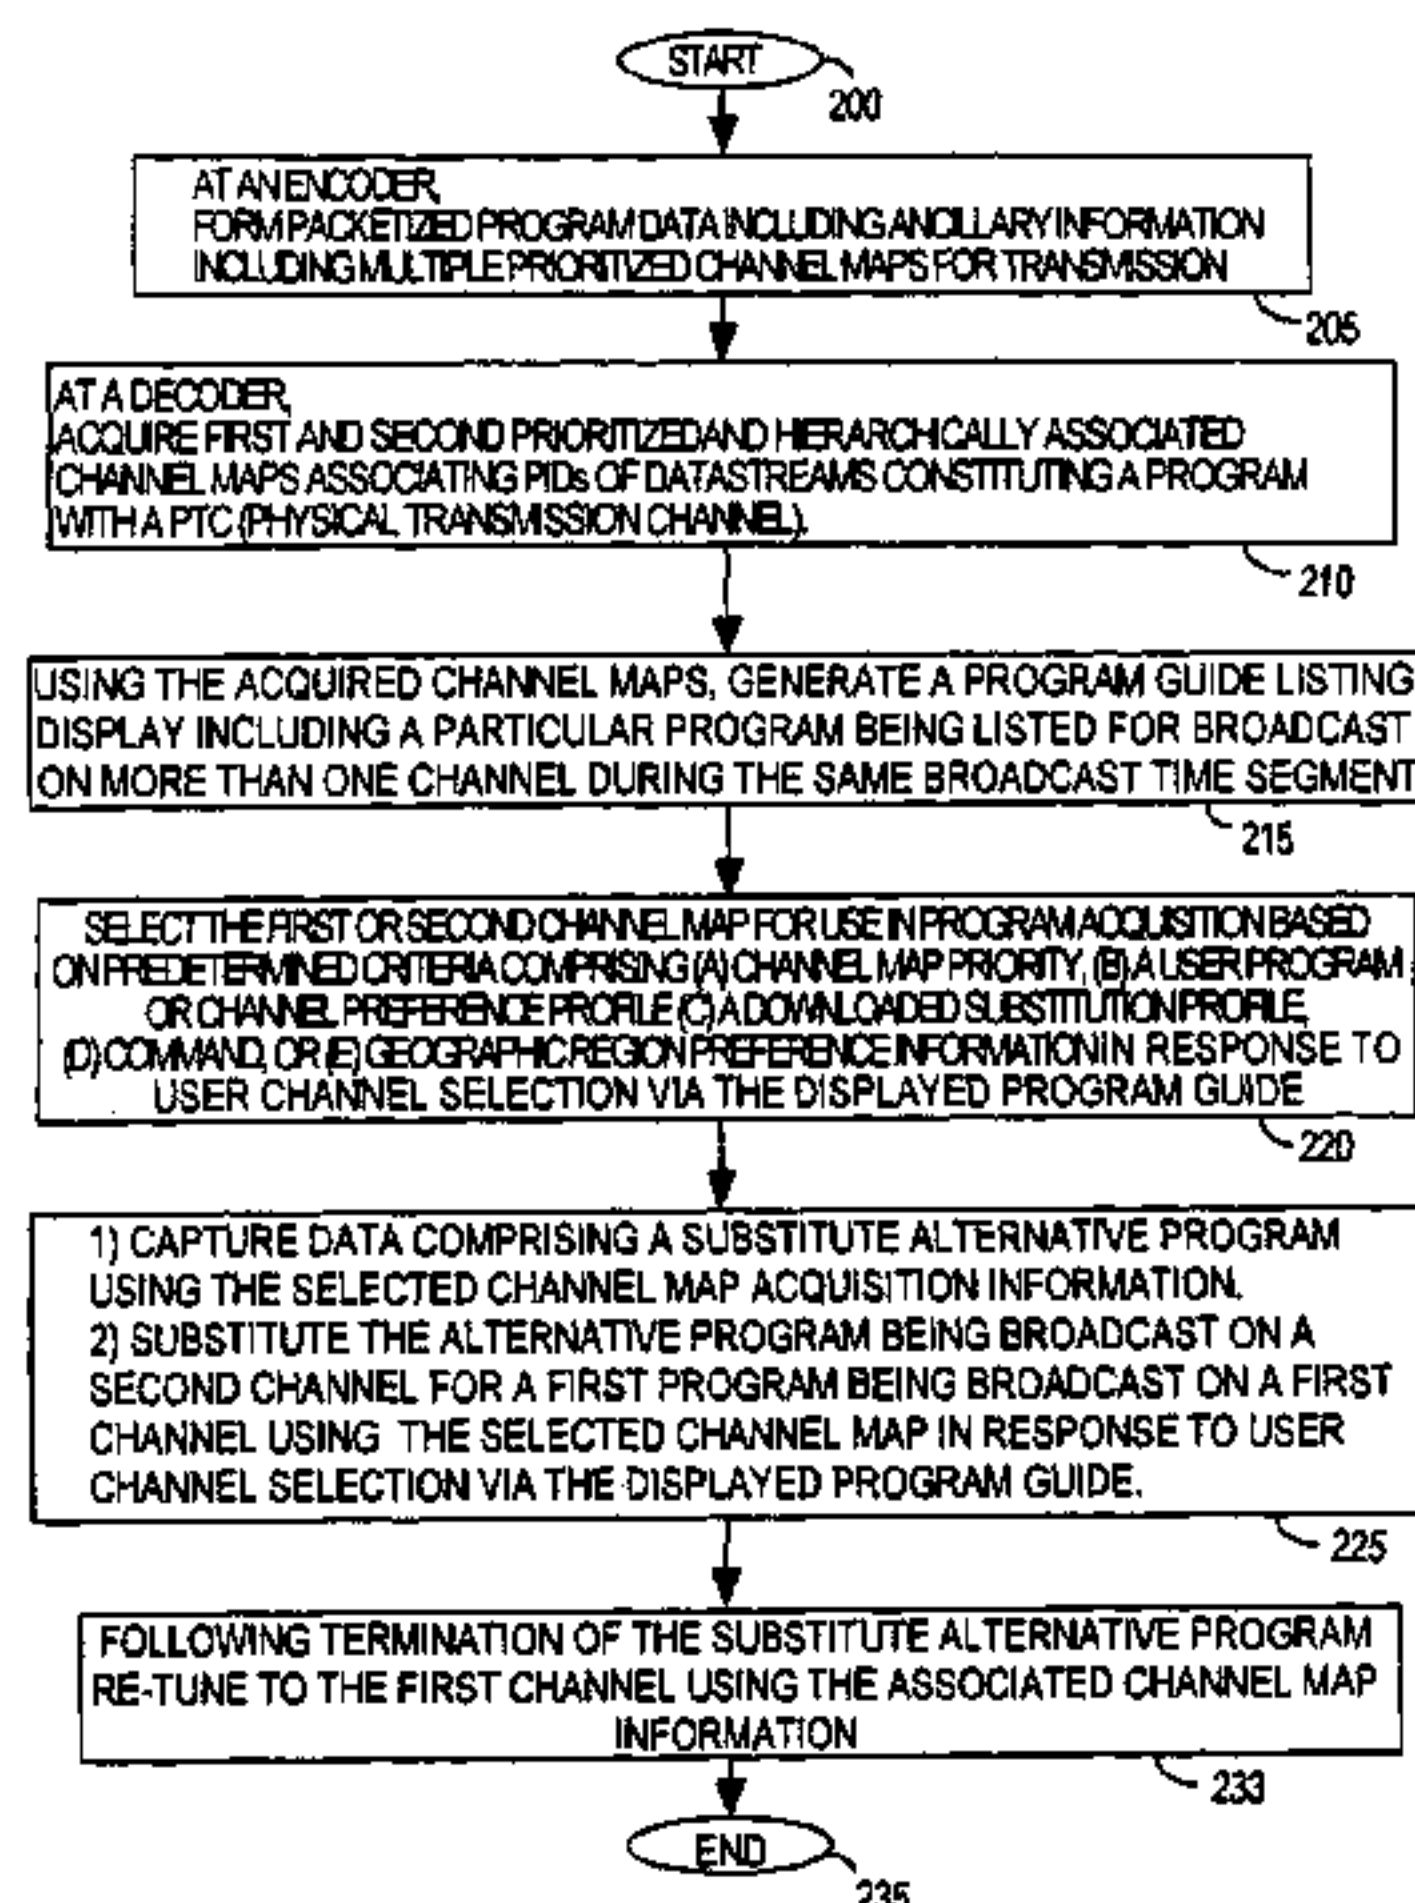 START
200
AT AN ENCODER,
FORM PACKETIZED PROGRAM DATA INCLUDING ANCILLARY INFORMATION
INCLUDING MULTIPLE PRIORITIZED CHANNEL MAPS FOR TRANSMISSION
205
AT A DECODER,
ACQUIRE FIRST AND SECOND PRIORITIZED AND HIERARCHICALLY ASSOCIATED
CHANNEL MAPS ASSOCIATING PIDs OF DATASTREAMS CONSTITUTING A PROGRAM
WITH A PTC (PHYSICAL TRANSMISSION CHANNEL).
210
USING THE ACQUIRED CHANNEL MAPS, GENERATE A PROGRAM GUIDE LISTING
DISPLAY INCLUDING A PARTICULAR PROGRAM BEING LISTED FOR BROADCAST
ON MORE THAN ONE CHANNEL DURING THE SAME BROADCAST TIME SEGMENT
215
SELECT THE FIRST OR SECOND CHANNEL MAP FOR USE IN PROGRAM ACQUISITION BASED
ON PREDETERMINED CRITERIA COMPRISING (A) CHANNEL MAP PRIORITY, (B) A USER PROGRAM
OR CHANNEL PREFERENCE PROFILE (C) A DOWNLOADED SUBSTITUTION PROFILE,
(D) COMMAND, OR (E) GEOGRAPHIC REGION PREFERENCE INFORMATION IN RESPONSE TO
USER CHANNEL SELECTION VIA THE DISPLAYED PROGRAM GUIDE
220
1) CAPTURE DATA COMPRISING A SUBSTITUTE ALTERNATIVE PROGRAM
USING THE SELECTED CHANNEL MAP ACQUISITION INFORMATION.
2) SUBSTITUTE THE ALTERNATIVE PROGRAM BEING BROADCAST ON A
SECOND CHANNEL FOR A FIRST PROGRAM BEING BROADCAST ON A FIRST
CHANNEL USING THE SELECTED CHANNEL MAP IN RESPONSE TO USER
CHANNEL SELECTION VIA THE DISPLAYED PROGRAM GUIDE.
225
FOLLOWING TERMINATION OF THE SUBSTITUTE ALTERNATIVE PROGRAM
RE-TUNE TO THE FIRST CHANNEL USING THE ASSOCIATED CHANNEL MAP
INFORMATION
233
END
235